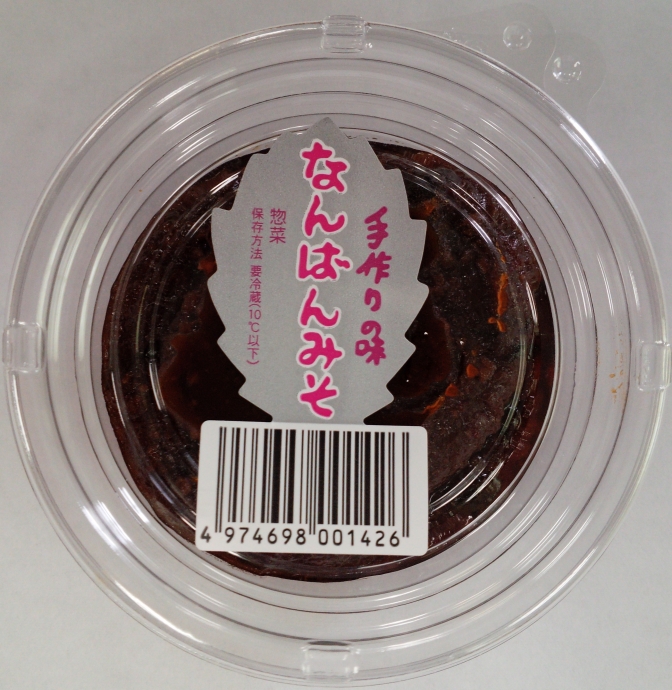 手作りの味
なんばんみそ
惣菜
保存方法 要冷蔵(10℃以下)
4 974698 001426